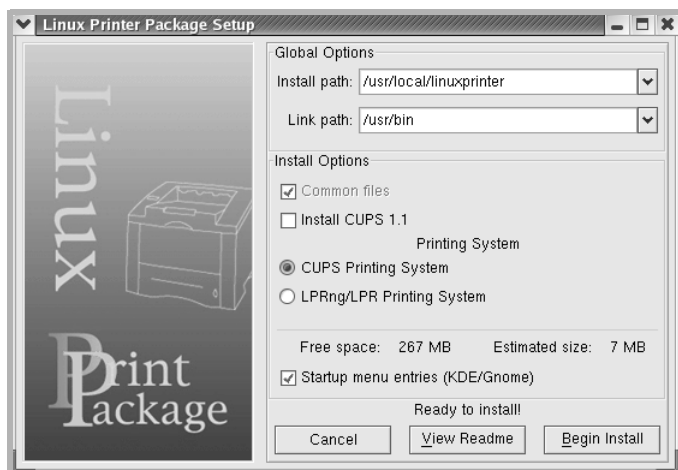 Linux Printer Package Setup
Linux
Print
Package
Global Options
Install path: /usr/local/linuxprinter
Link path: /usr/bin
Install Options
Common files
Install CUPS 1.1
Printing System
CUPS Printing System
LPRng/LPR Printing System
Free space: 267 MB Estimated size: 7 MB
Startup menu entries (KDE/Gnome)
Ready to install!
Cancel View Readme Begin Install